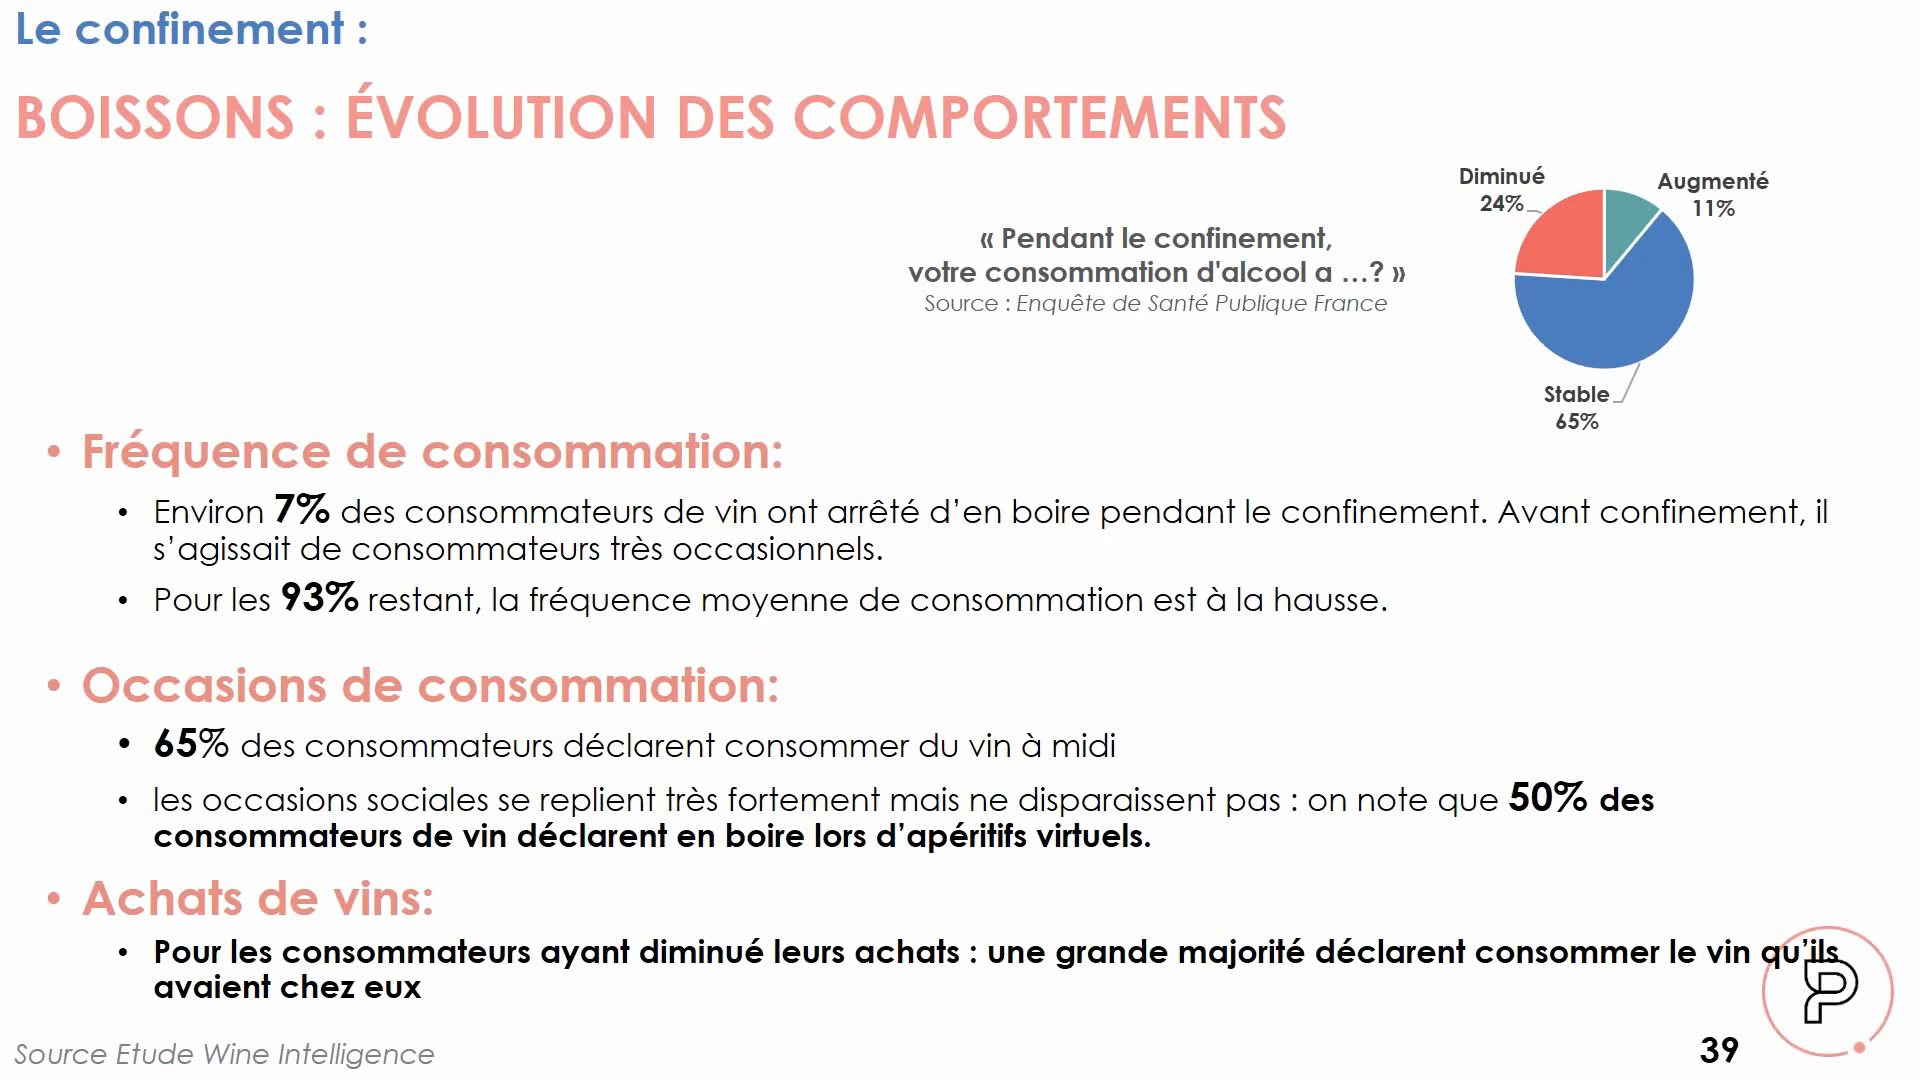 Le confinement :
BOISSONS : ÉVOLUTION DES COMPORTEMENTS
Diminué
24%
Augmenté
11%
« Pendant le confinement,
votre consommation d'alcool a …? »
Source : Enquête de Santé Publique France
Stable
65%
• Fréquence de consommation:
• Environ 7% des consommateurs de vin ont arrêté d’en boire pendant le confinement. Avant confinement, il
s’agissait de consommateurs très occasionnels.
• Pour les 93% restant, la fréquence moyenne de consommation est à la hausse.
• Occasions de consommation:
• 65% des consommateurs déclarent consommer du vin à midi
• les occasions sociales se replient très fortement mais ne disparaissent pas : on note que 50% des
consommateurs de vin déclarent en boire lors d’apéritifs virtuels.
• Achats de vins:
• Pour les consommateurs ayant diminué leurs achats : une grande majorité déclarent consommer le vin qu’ils
avaient chez eux
P
Source Etude Wine Intelligence
39